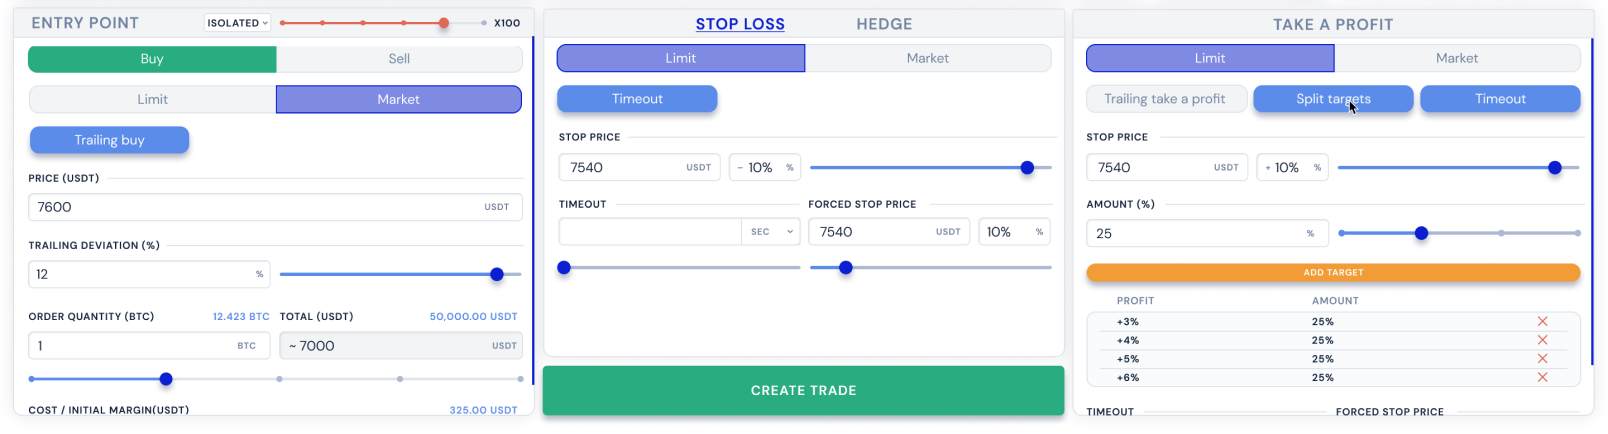 ENTRY POINT
ISOLATED
X100
Buy
Sell
Limit
Market
Trailing buy
PRICE (USDT)
7600 USDT
TRAILING DEVIATION (%)
12 %
ORDER QUANTITY (BTC) 12.423 BTC
TOTAL (USDT) 50,000.00 USDT
1 BTC
~ 7000 USDT
COST / INITIAL MARGIN(USDT) 325.00 USDT
STOP LOSS
HEDGE
Limit
Market
Timeout
STOP PRICE
7540 USDT
- 10% %
TIMEOUT
FORCED STOP PRICE
SEC
7540 USDT
10% %
CREATE TRADE
TAKE A PROFIT
Limit
Market
Trailing take a profit
Split targets
Timeout
STOP PRICE
7540 USDT
+ 10% %
AMOUNT (%)
25 %
ADD TARGET
PROFIT AMOUNT
+3% 25%
+4% 25%
+5% 25%
+6% 25%
TIMEOUT
FORCED STOP PRICE